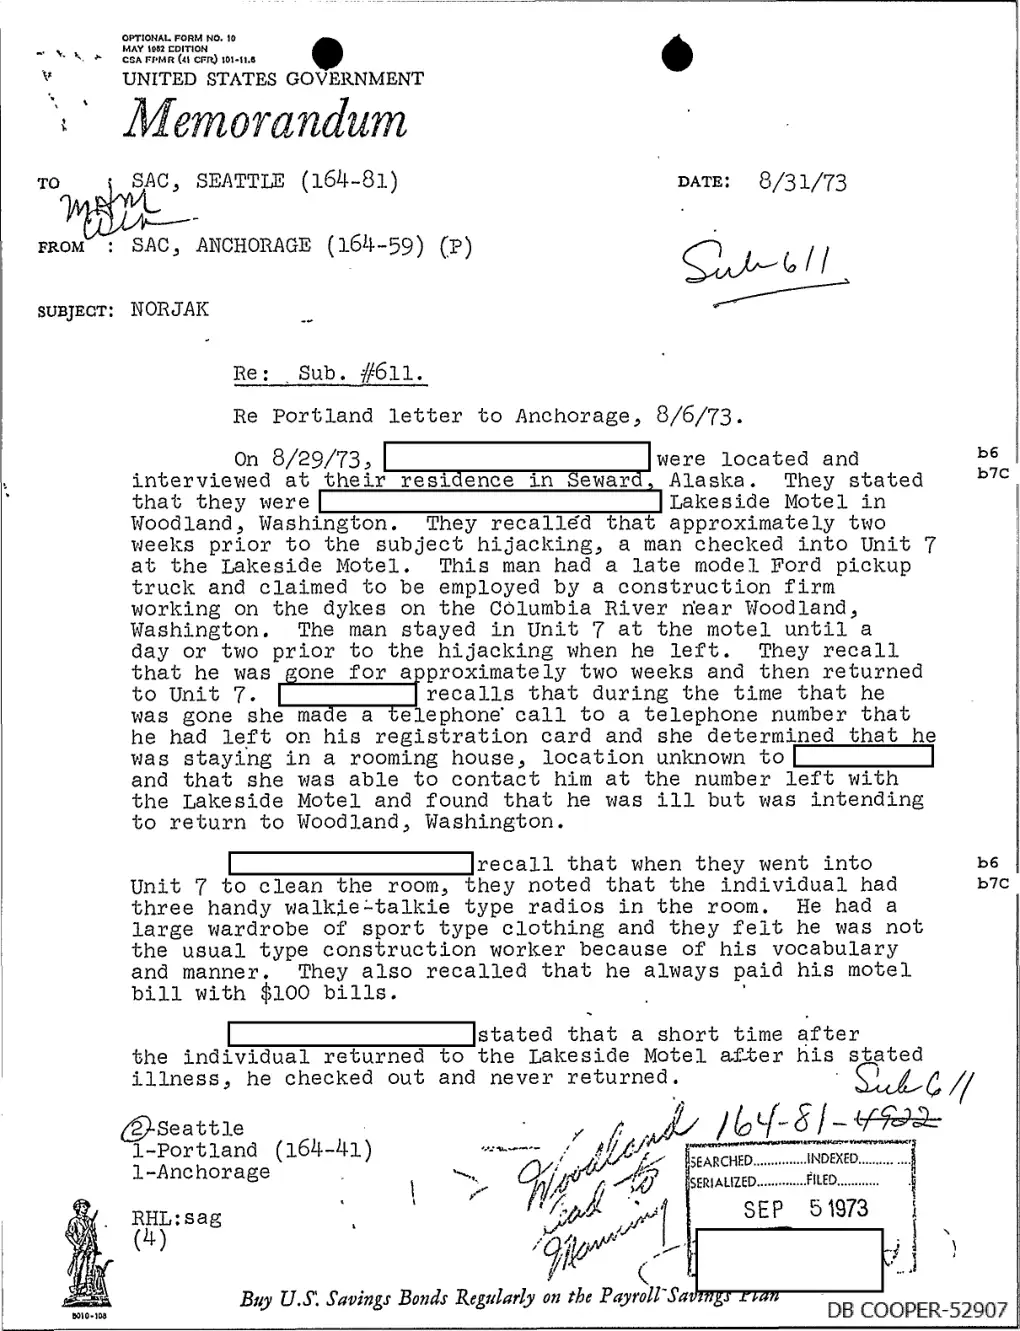 OPTIONAL FORM NO. 10
MAY 1962 EDITION
GSA FPMR (41 CFR) 101-11.6
UNITED STATES GOVERNMENT
Memorandum
TO : SAC, SEATTLE (164-81)
DATE: 8/31/73
FROM : SAC, ANCHORAGE (164-59) (P)
Sub 611
SUBJECT: NORJAK
Re: Sub. #611.
Re Portland letter to Anchorage, 8/6/73.
On 8/29/73, were located and
b6
interviewed at their residence in Seward, Alaska. They stated
b7C
that they were Lakeside Motel in
Woodland, Washington. They recalled that approximately two
weeks prior to the subject hijacking, a man checked into Unit 7
at the Lakeside Motel. This man had a late model Ford pickup
truck and claimed to be employed by a construction firm
working on the dykes on the Columbia River near Woodland,
Washington. The man stayed in Unit 7 at the motel until a
day or two prior to the hijacking when he left. They recall
that he was gone for approximately two weeks and then returned
to Unit 7. recalls that during the time that he
was gone she made a telephone call to a telephone number that
he had left on his registration card and she determined that he
was staying in a rooming house, location unknown to
and that she was able to contact him at the number left with
the Lakeside Motel and found that he was ill but was intending
to return to Woodland, Washington.
recall that when they went into
b6
Unit 7 to clean the room, they noted that the individual had
b7C
three handy walkie-talkie type radios in the room. He had a
large wardrobe of sport type clothing and they felt he was not
the usual type construction worker because of his vocabulary
and manner. They also recalled that he always paid his motel
bill with $100 bills.
stated that a short time after
the individual returned to the Lakeside Motel after his stated
illness, he checked out and never returned.
Sub 611
2-Seattle
1-Portland (164-41)
1-Anchorage
164-81-4922
Woodland
lead to
Manning
SEARCHED..............INDEXED..............
SERIALIZED.............FILED............
SEP 5 1973
RHL:sag
(4)
Buy U.S. Savings Bonds Regularly on the Payroll Savings Plan
5010-108
DB COOPER-52907